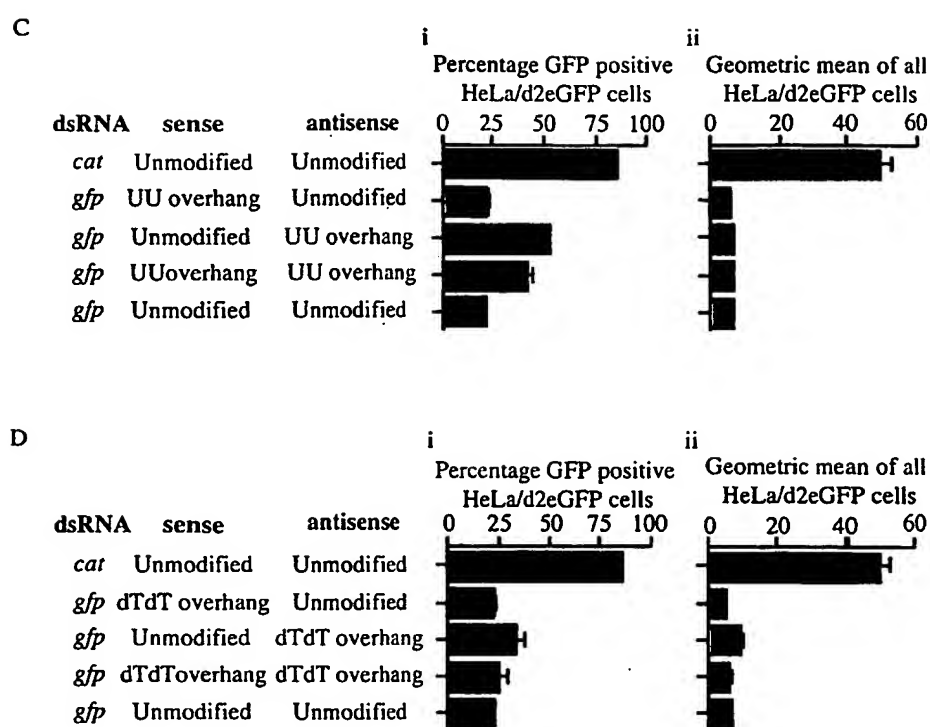 C
i
ii
Percentage GFP positive
HeLa/d2eGFP cells
Geometric mean of all
HeLa/d2eGFP cells
dsRNA sense antisense
0 25 50 75 100
0 20 40 60
cat Unmodified Unmodified
gfp UU overhang Unmodified
gfp Unmodified UU overhang
gfp UUoverhang UU overhang
gfp Unmodified Unmodified
D
i
ii
Percentage GFP positive
HeLa/d2eGFP cells
Geometric mean of all
HeLa/d2eGFP cells
dsRNA sense antisense
0 25 50 75 100
0 20 40 60
cat Unmodified Unmodified
gfp dTdT overhang Unmodified
gfp Unmodified dTdT overhang
gfp dTdToverhang dTdT overhang
gfp Unmodified Unmodified